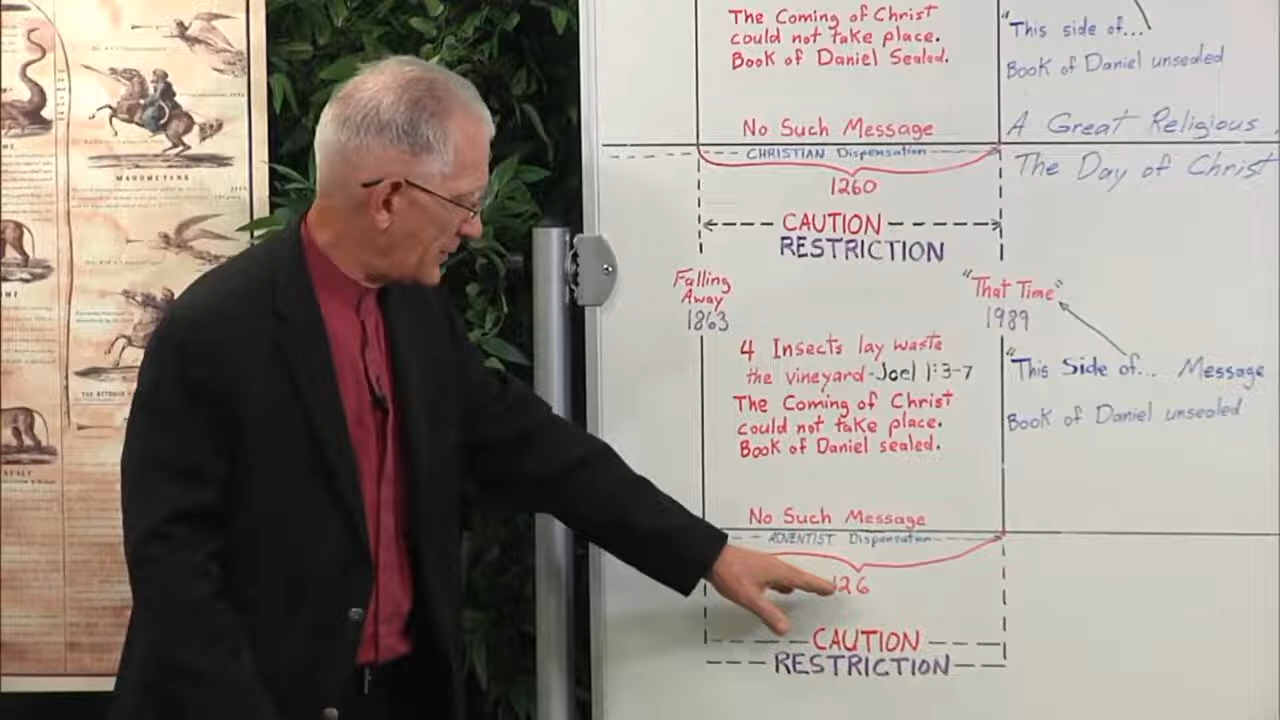 The Coming of Christ
could not take place.
Book of Daniel Sealed.
No Such Message
CHRISTIAN Dispensation
1260
"This side of...
Book of Daniel unsealed
A Great Religious
The Day of Christ
CAUTION
RESTRICTION
Falling
Away
1863
"That Time"
1989
4 Insects lay waste
the vineyard-Joel 1:3-7
The Coming of Christ
could not take place.
Book of Daniel sealed.
"This Side of... Message
Book of Daniel unsealed
No Such Message
ADVENTIST Dispensation
126
CAUTION
RESTRICTION
MAHOMETANS